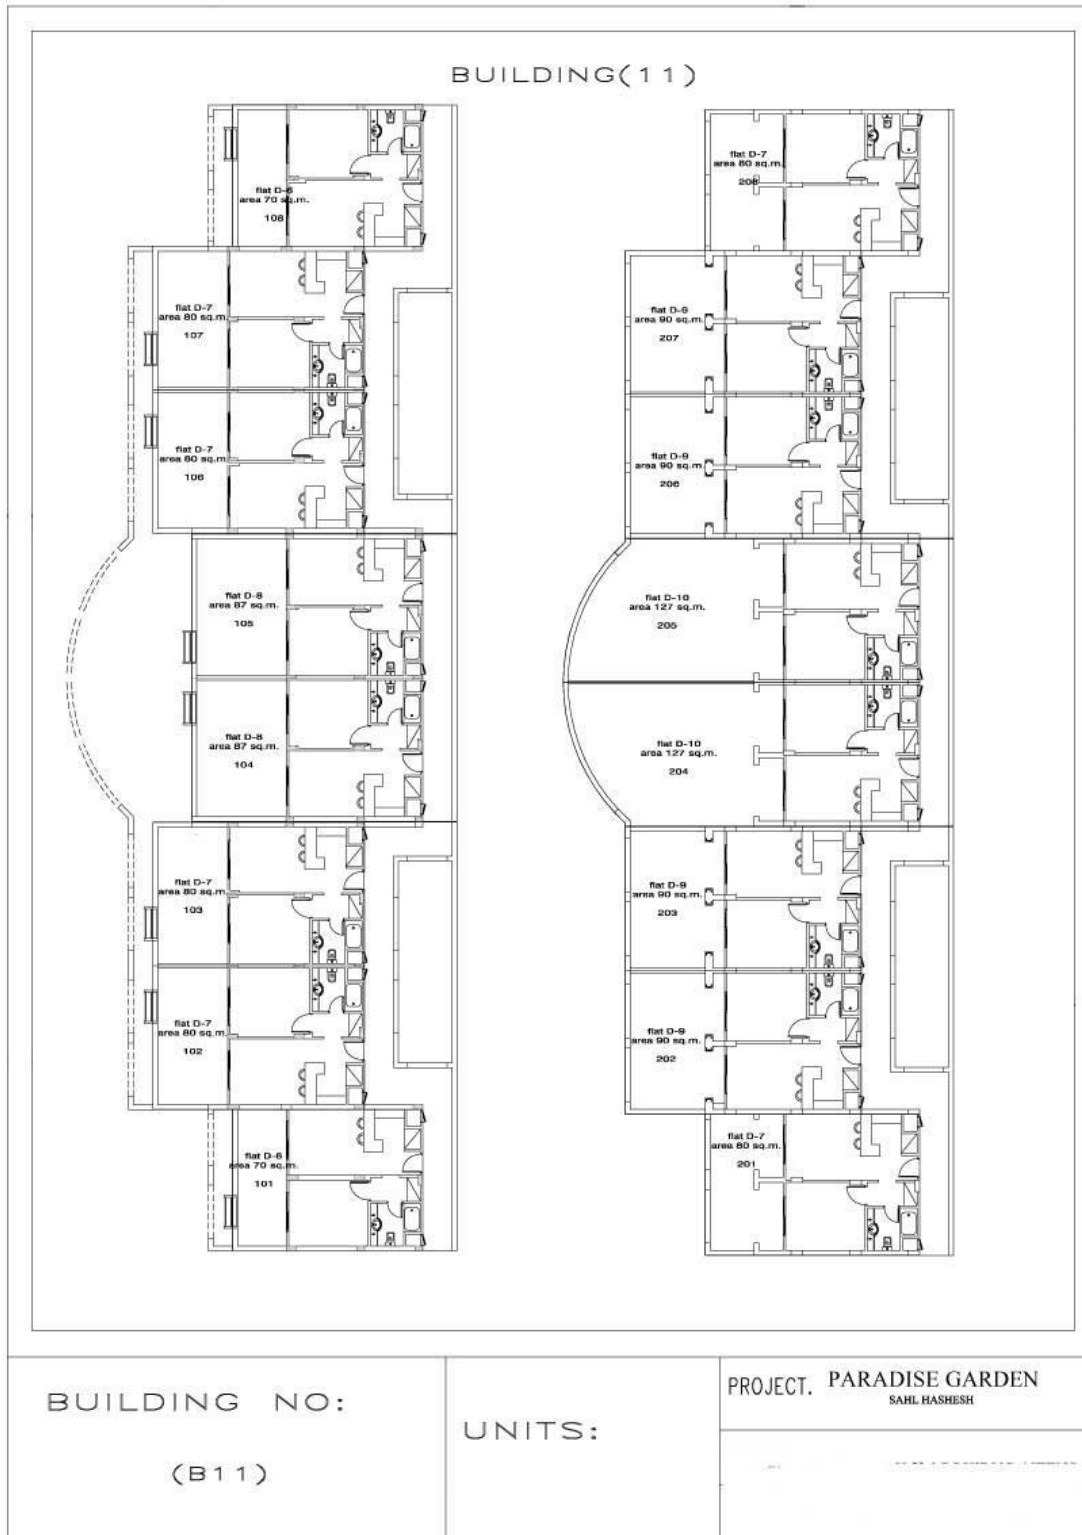 BUILDING(11)
flat D-6
area 70 sq.m.
108
flat D-7
area 80 sq.m.
107
flat D-7
area 80 sq.m.
106
flat D-8
area 87 sq.m.
105
flat D-8
area 87 sq.m.
104
flat D-7
area 80 sq.m.
103
flat D-7
area 80 sq.m.
102
flat D-6
area 70 sq.m.
101
flat D-7
area 80 sq.m.
208
flat D-9
area 90 sq.m.
207
flat D-9
area 90 sq.m.
206
flat D-10
area 127 sq.m.
205
flat D-10
area 127 sq.m.
204
flat D-9
area 90 sq.m.
203
flat D-9
area 90 sq.m.
202
flat D-7
area 80 sq.m.
201
BUILDING NO:
(B11)
UNITS:
PROJECT. PARADISE GARDEN
SAHL HASHESH